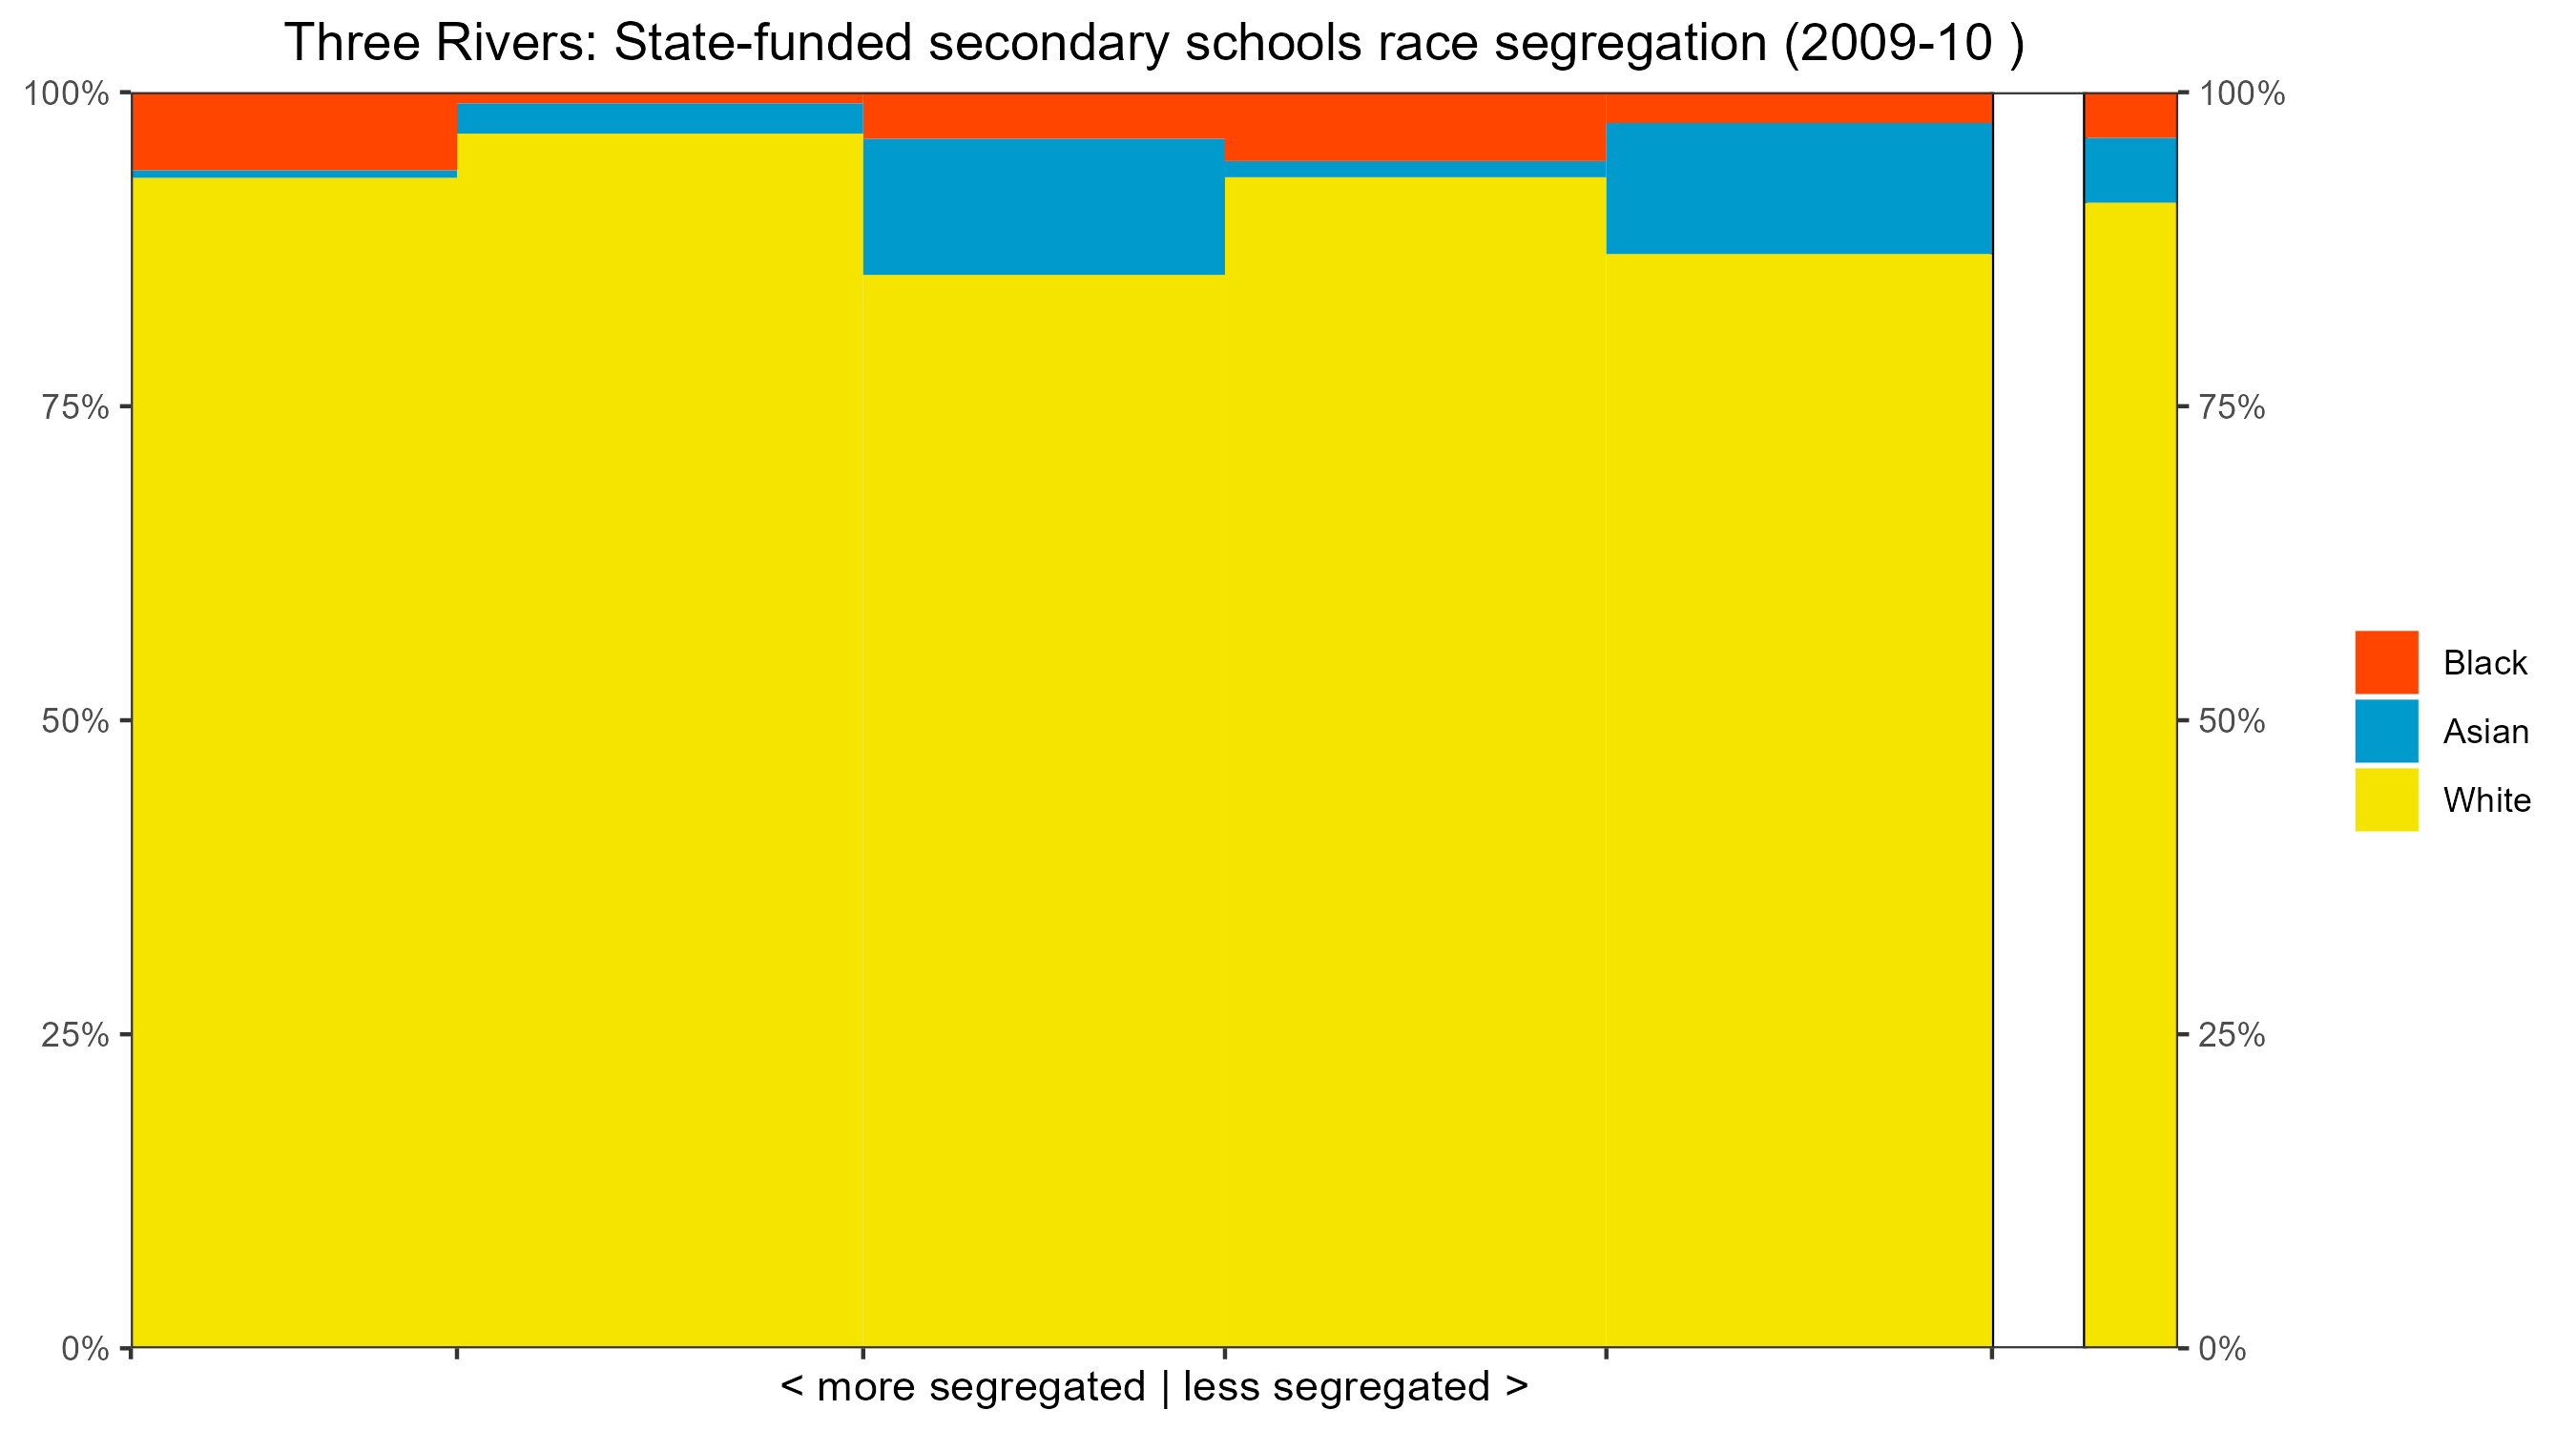 Three Rivers: State-funded secondary schools race segregation (2009-10 )
100%
75%
50%
25%
0%
100%
75%
50%
25%
0%
Black
Asian
White
< more segregated | less segregated >